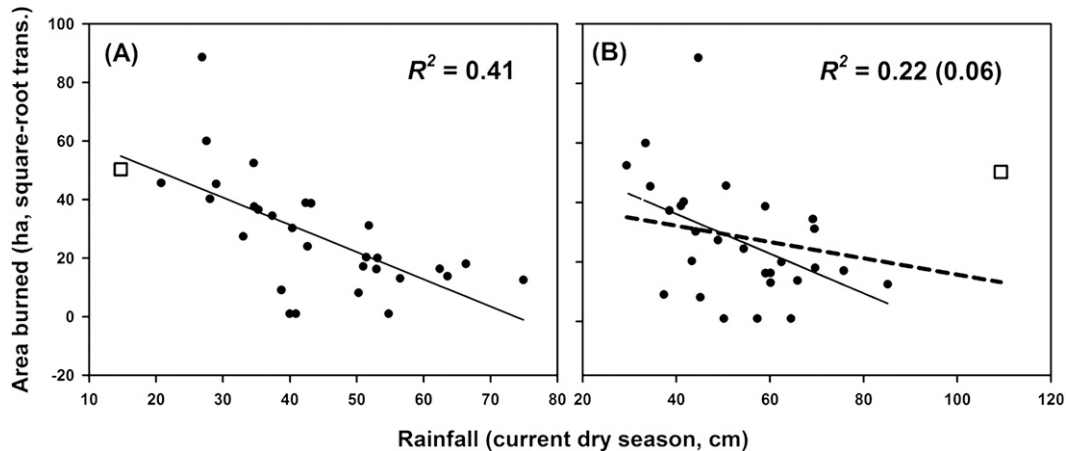 Area burned (ha, square-root trans.)
100
80
60
40
20
0
-20
(A)
R² = 0.41
10 20 30 40 50 60 70 80
(B)
R² = 0.22 (0.06)
20 40 60 80 100 120
Rainfall (current dry season, cm)